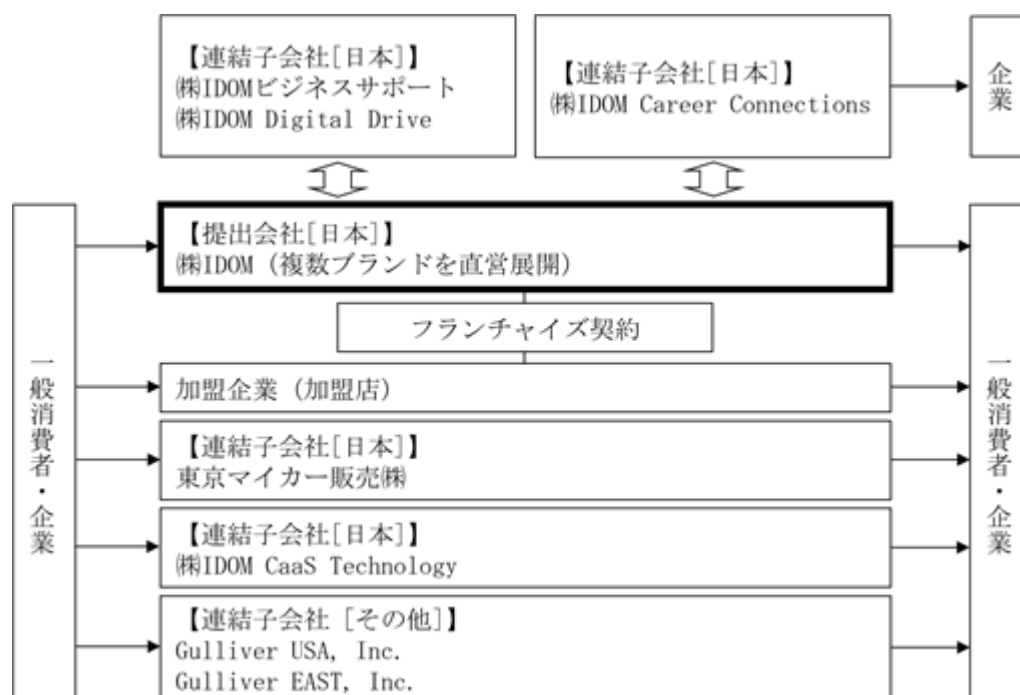 【連結子会社[日本]】
㈱IDOMビジネスサポート
㈱IDOM Digital Drive
【連結子会社[日本]】
㈱IDOM Career Connections
企業
一般消費者・企業
【提出会社[日本]】
㈱IDOM（複数ブランドを直営展開）
フランチャイズ契約
加盟企業（加盟店）
【連結子会社[日本]】
東京マイカー販売㈱
【連結子会社[日本]】
㈱IDOM CaaS Technology
【連結子会社［その他］】
Gulliver USA, Inc.
Gulliver EAST, Inc.
一般消費者・企業